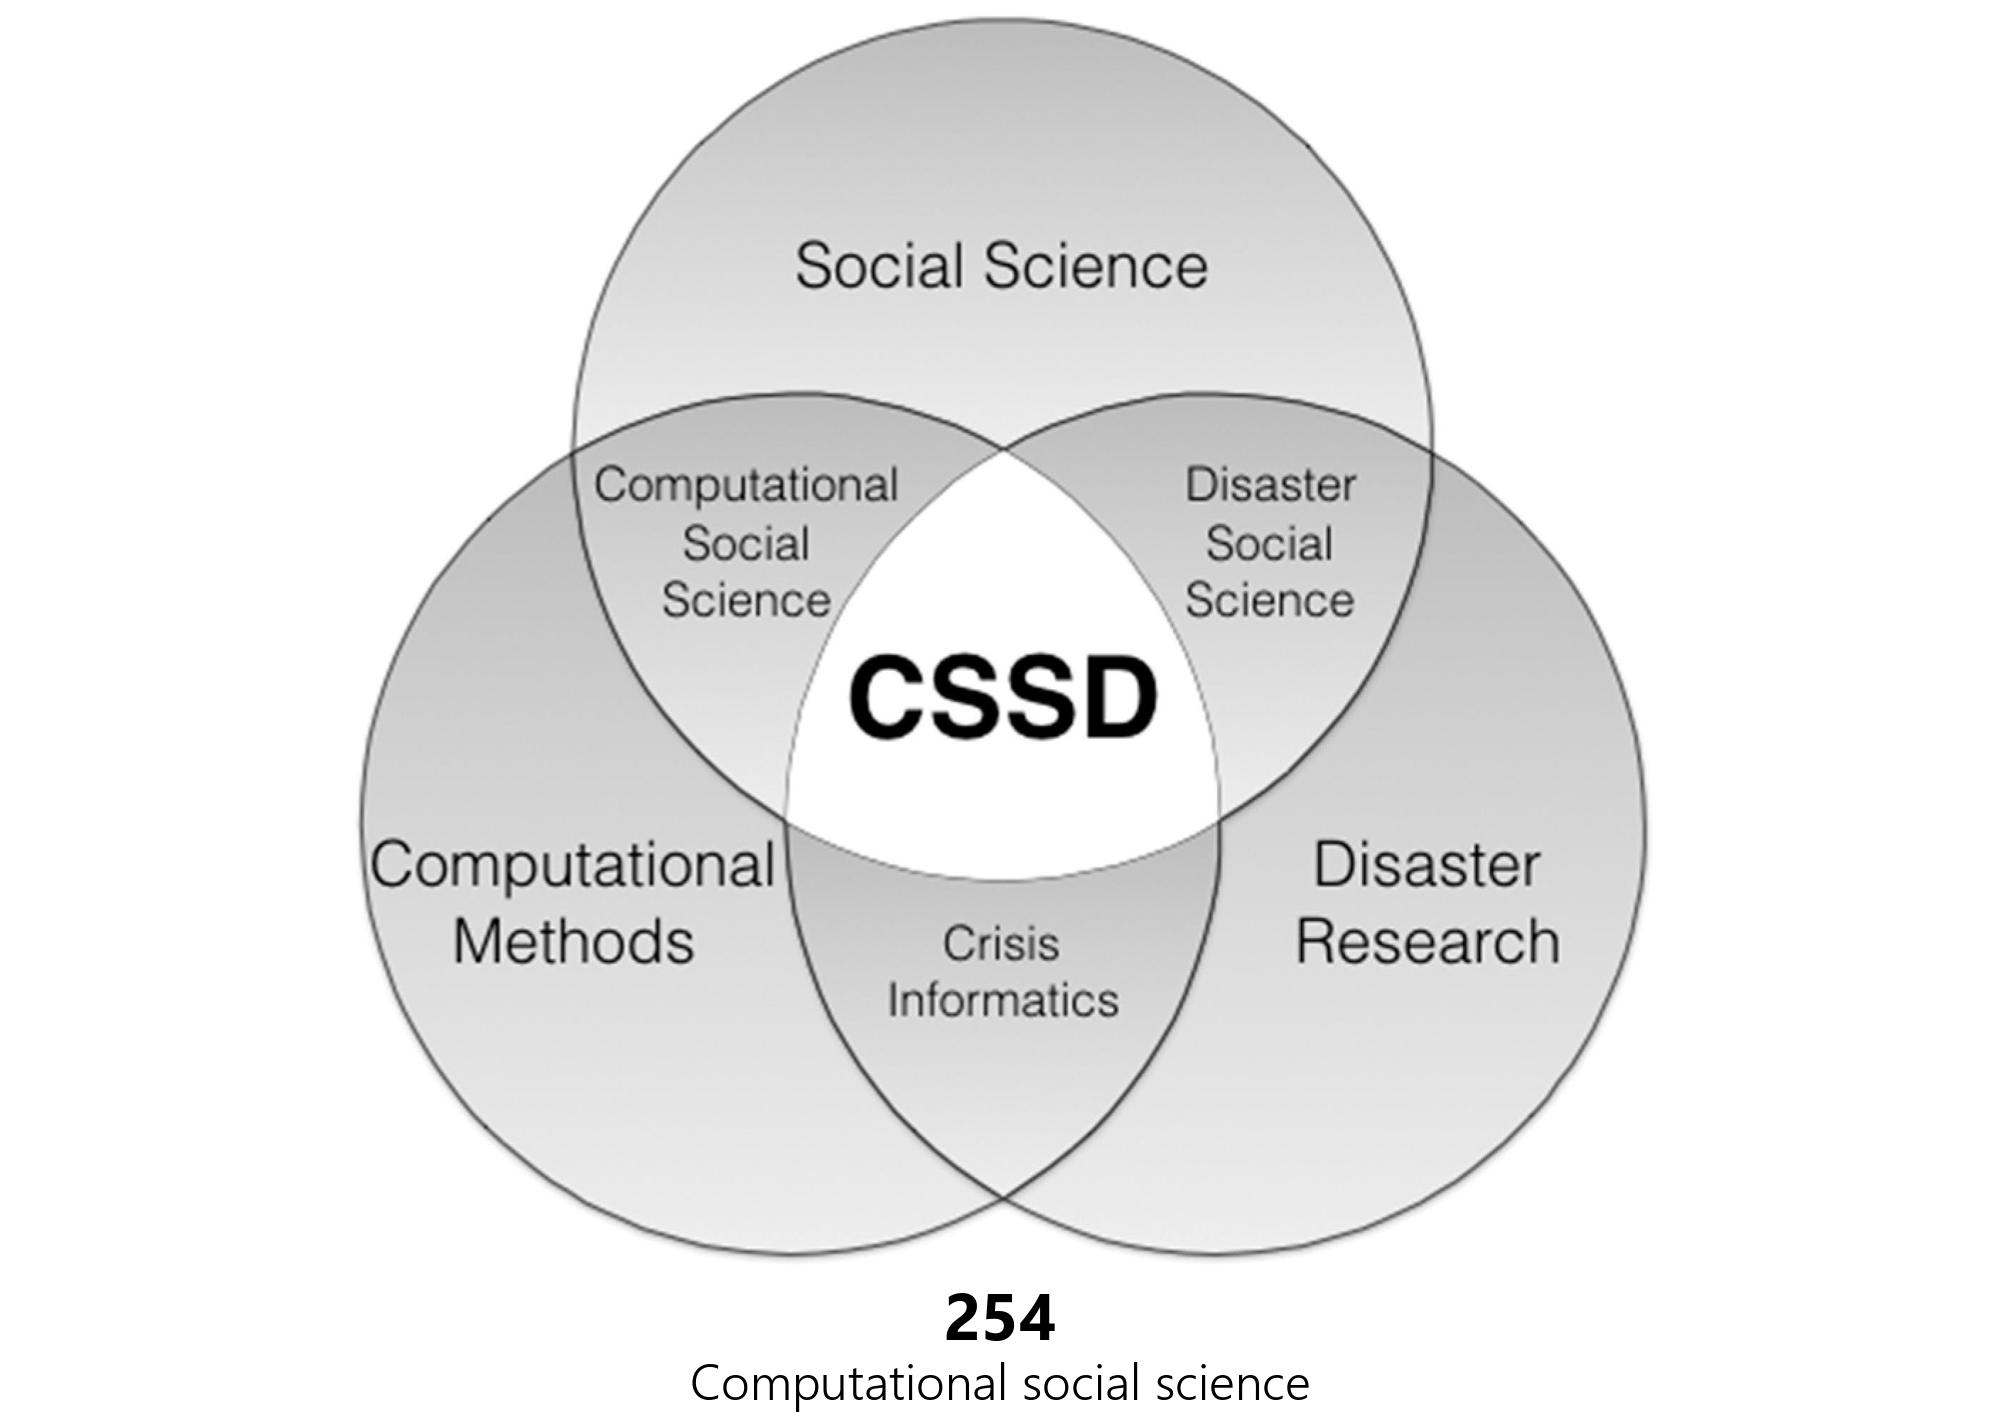 Social Science
Computational
Social
Science
Disaster
Social
Science
CSSD
Computational
Methods
Disaster
Research
Crisis
Informatics
254
Computational social science